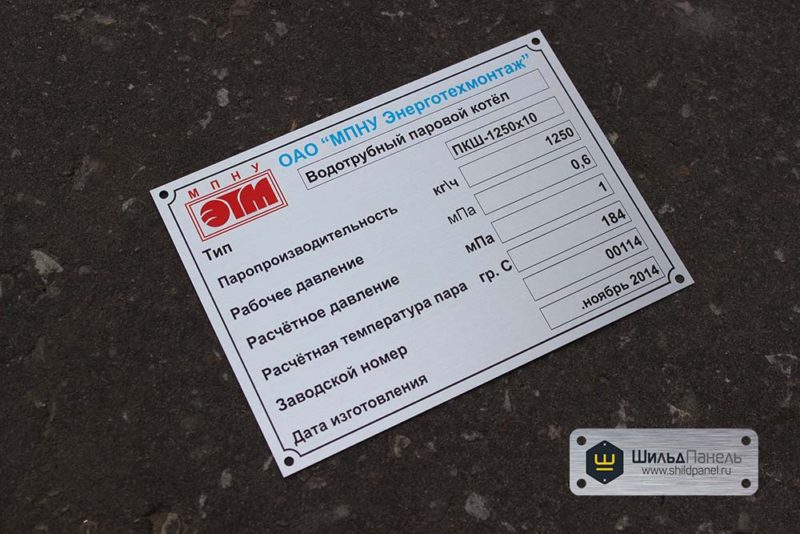 МПНУ
ЭТМ
ОАО "МПНУ Энерготехмонтаж"
Водотрубный паровой котёл
Тип ПКШ-1250х10
Паропроизводительность кг\ч 1250
Рабочее давление мПа 0,6
Расчётное давление мПа 1
Расчётная температура пара гр. С 184
Заводской номер 00114
Дата изготовления .ноябрь 2014
Ш ШильдПанель
www.shildpanel.ru